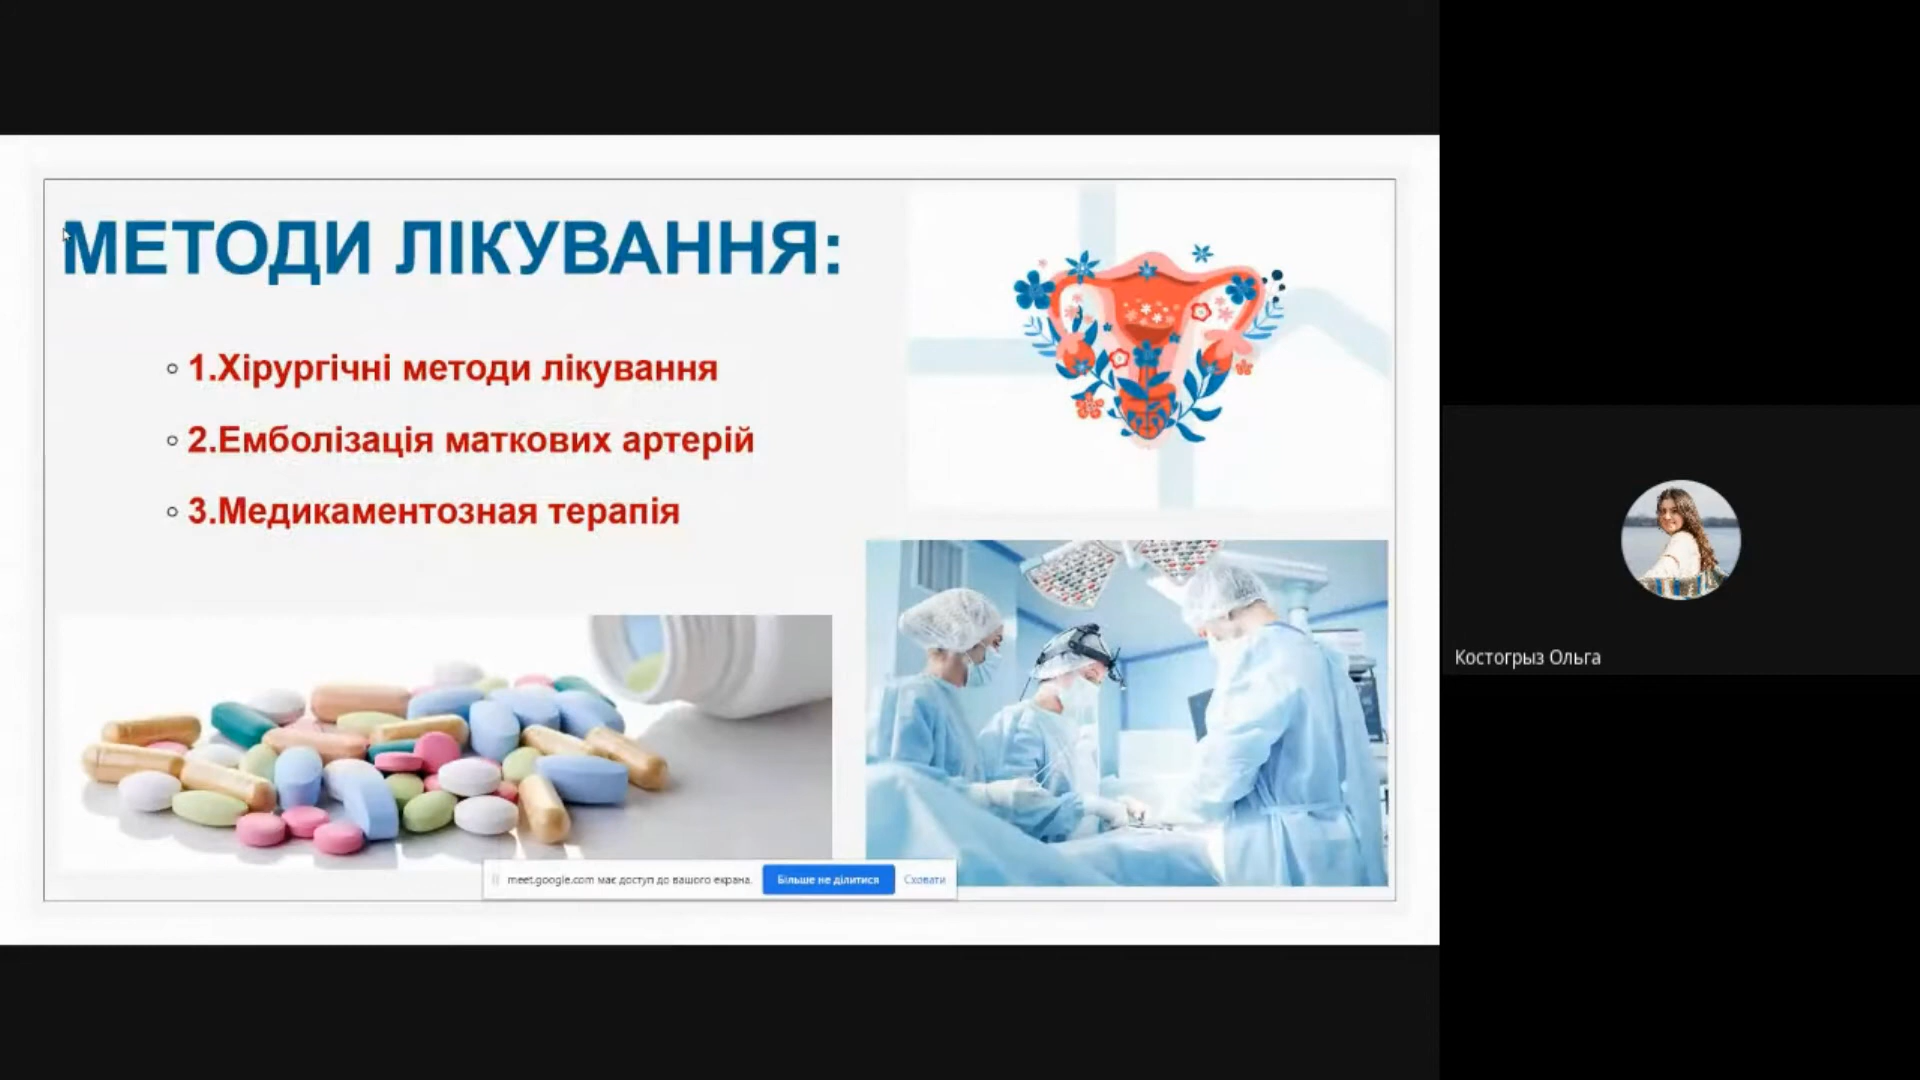 МЕТОДИ ЛІКУВАННЯ:
1.Хірургічні методи лікування
2.Емболізація маткових артерій
3.Медикаментозная терапія
meet.google.com має доступ до вашого екрана.
Більше не ділитися
Сховати
Костогрыз Ольга